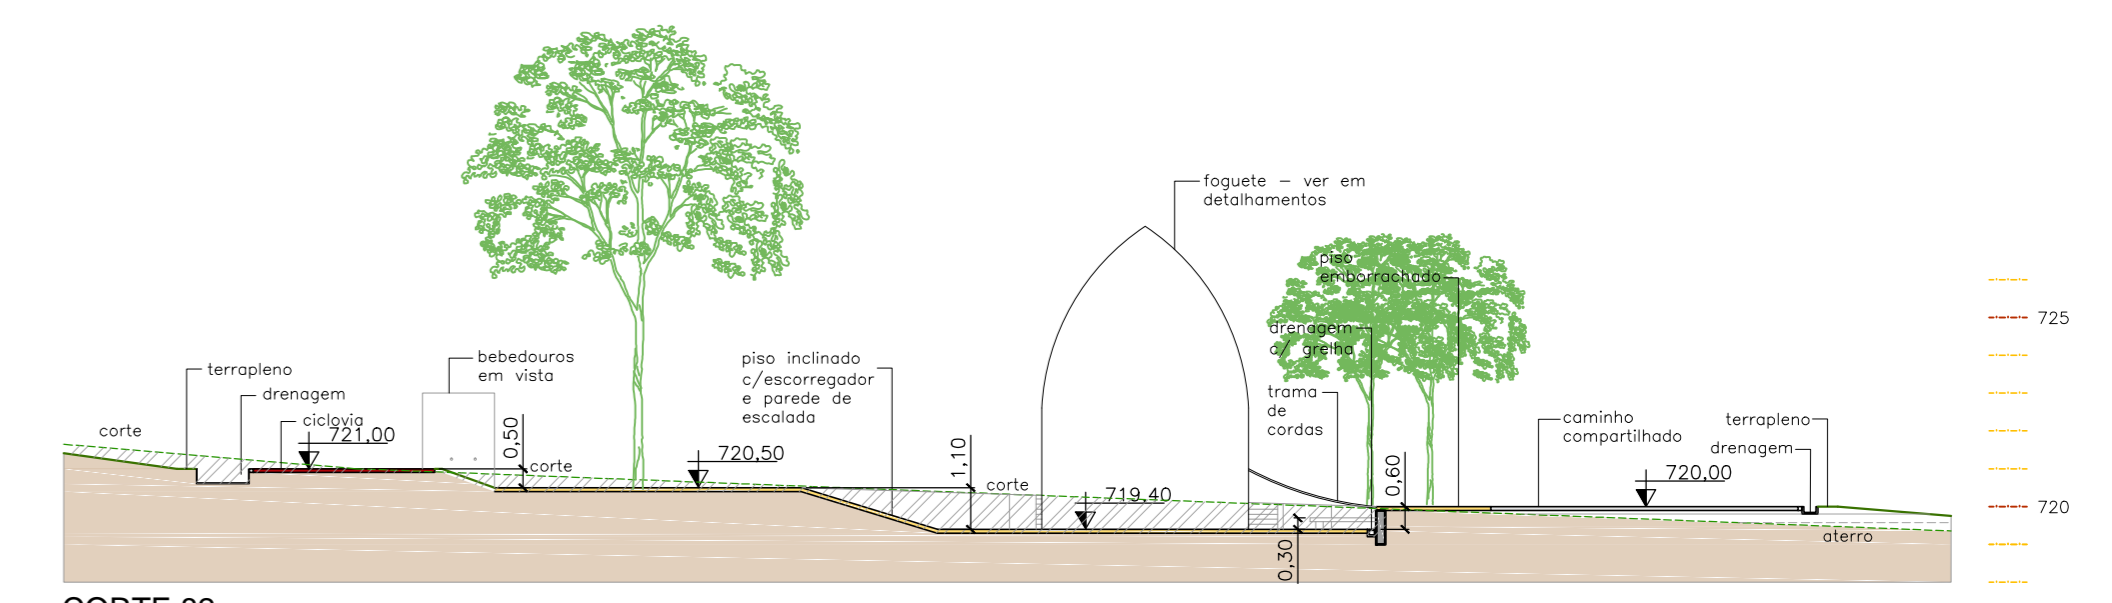 foguete – ver em
detalhamentos
piso
emborrachado
725
drenagem
c/ grelha
bebedouros
em vista
piso inclinado
c/escorregador
e parede de
escalada
terrapleno
drenagem
ciclovia
trama
de
cordas
caminho
compartilhado
terrapleno
drenagem
corte
721,00
0,50
corte
720,50
1,10
corte
719,40
0,60
720,00
720
0,30
aterro